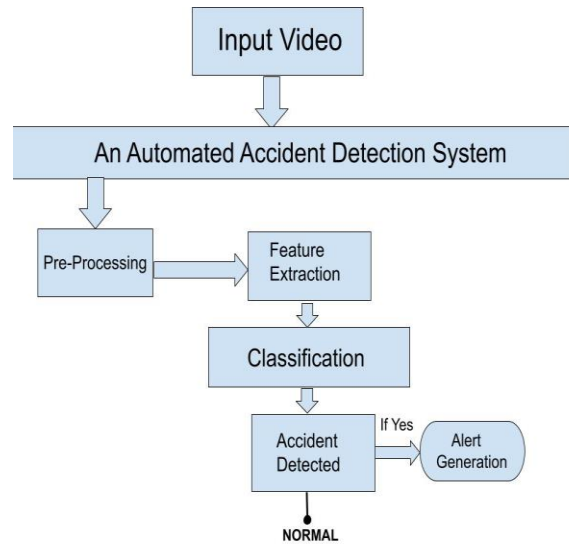 Input Video
An Automated Accident Detection System
Pre-Processing
Feature
Extraction
Classification
Accident
Detected
If Yes
Alert
Generation
NORMAL